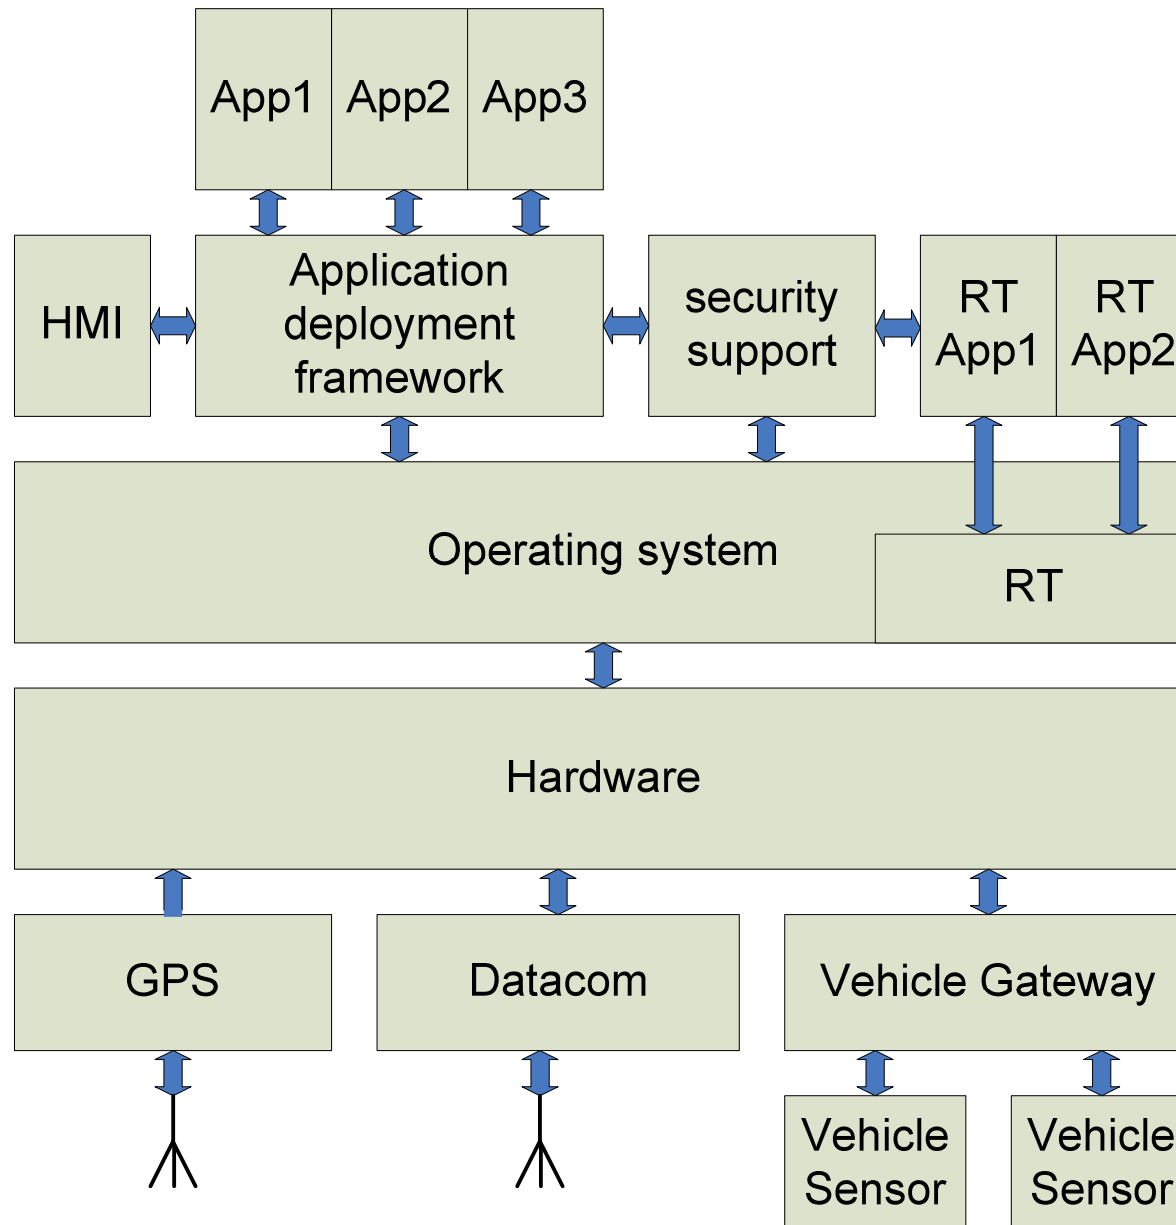 App1
App2
App3
HMI
Application
deployment
framework
security
support
RT
App1
RT
App2
Operating system
RT
Hardware
GPS
Datacom
Vehicle Gateway
Vehicle
Sensor
Vehicle
Sensor